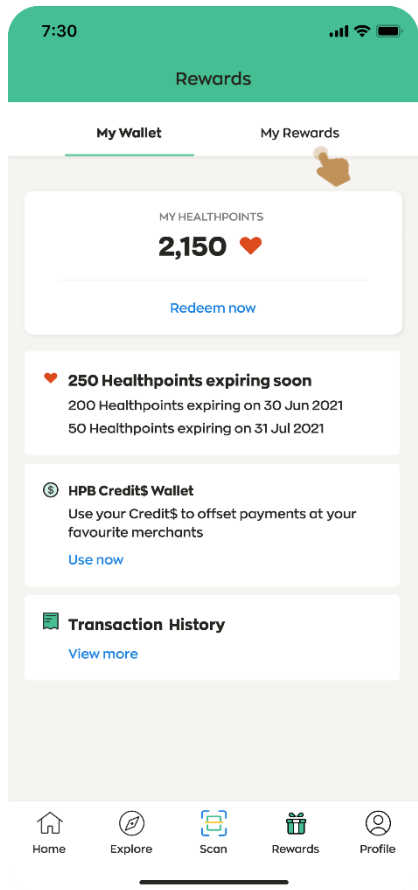 7:30
Rewards
My Wallet
My Rewards
MY HEALTHPOINTS
2,150
Redeem now
250 Healthpoints expiring soon
200 Healthpoints expiring on 30 Jun 2021
50 Healthpoints expiring on 31 Jul 2021
$ HPB Credit$ Wallet
Use your Credit$ to offset payments at your
favourite merchants
Use now
Transaction History
View more
Home
Explore
Scan
Rewards
Profile